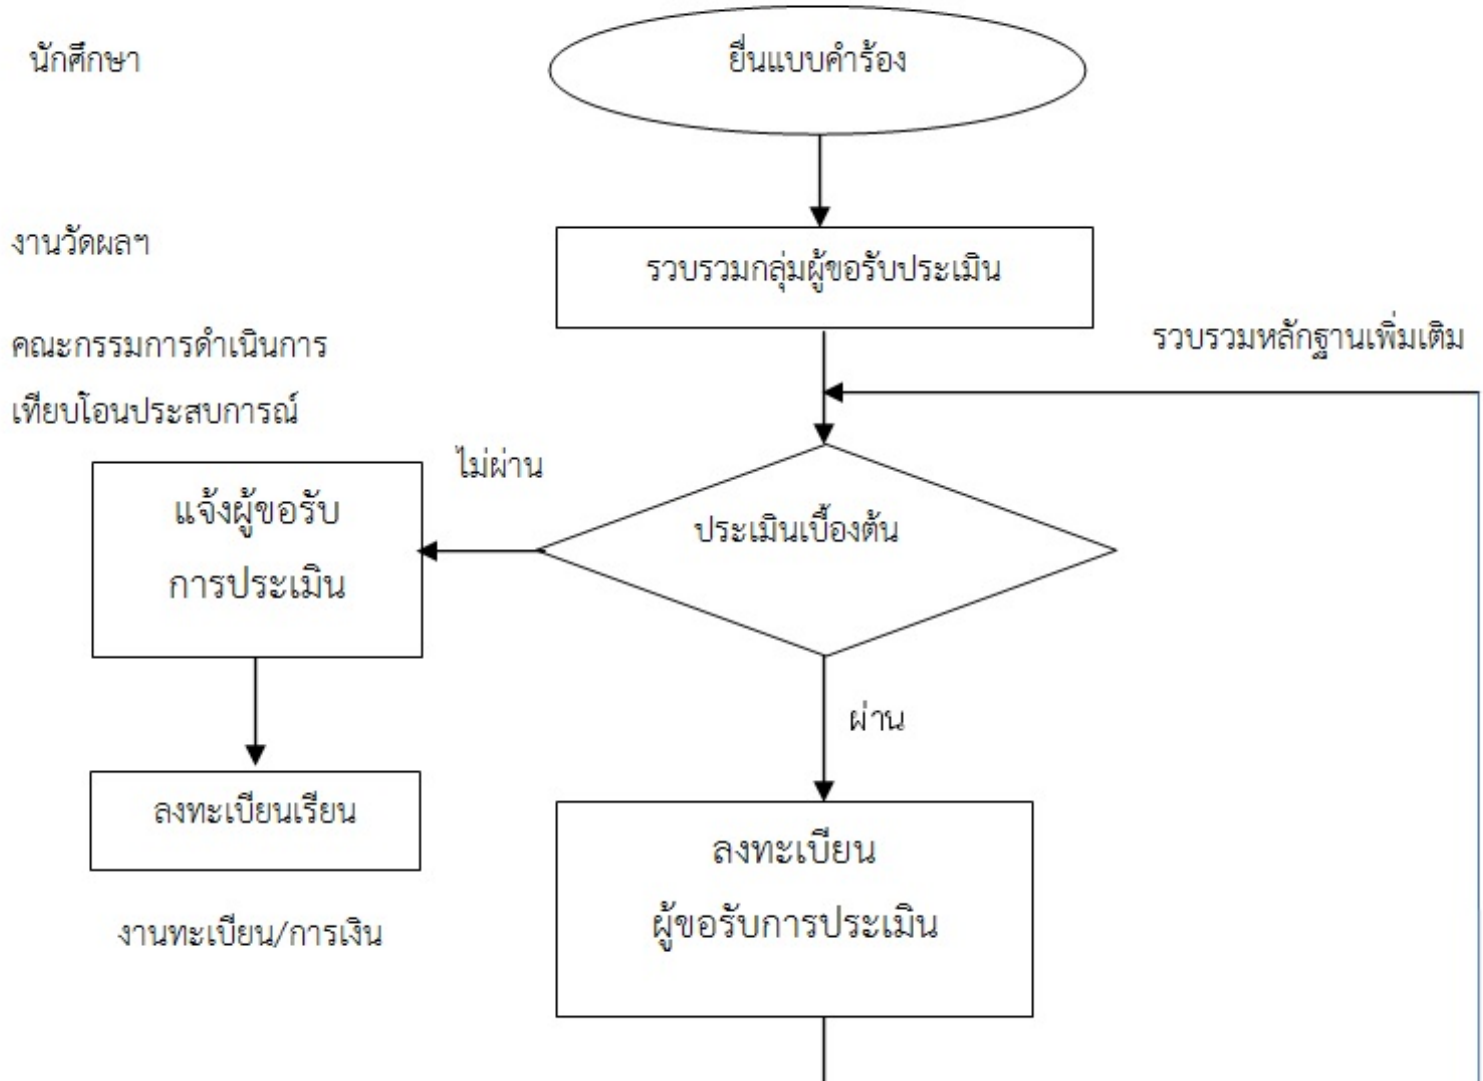 นักศึกษา
ยื่นแบบคำร้อง
งานวัดผลฯ
รวบรวมกลุ่มผู้ขอรับประเมิน
คณะกรรมการดำเนินการ
เทียบโอนประสบการณ์
รวบรวมหลักฐานเพิ่มเติม
ไม่ผ่าน
ประเมินเบื้องต้น
แจ้งผู้ขอรับ
การประเมิน
ผ่าน
ลงทะเบียนเรียน
งานทะเบียน/การเงิน
ลงทะเบียน
ผู้ขอรับการประเมิน